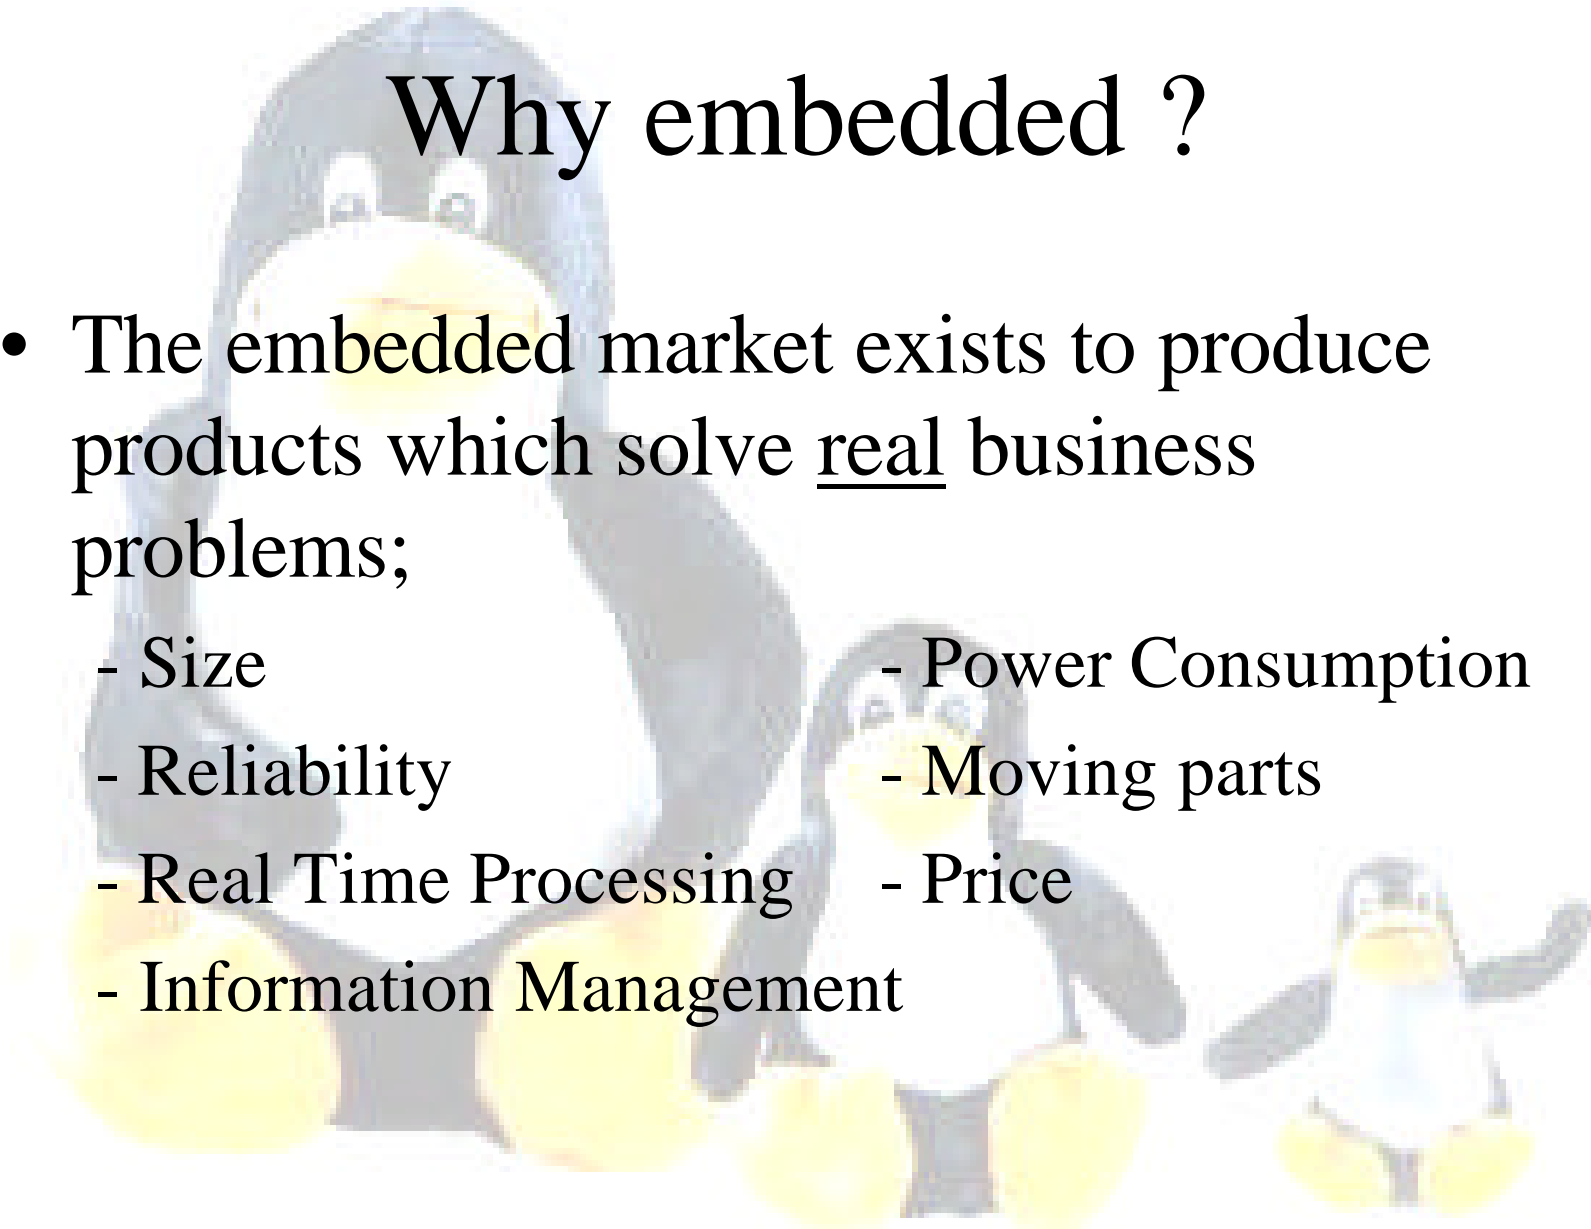 Why embedded ?
• The embedded market exists to produce
products which solve real business
problems;
- Size - Power Consumption
- Reliability - Moving parts
- Real Time Processing - Price
- Information Management